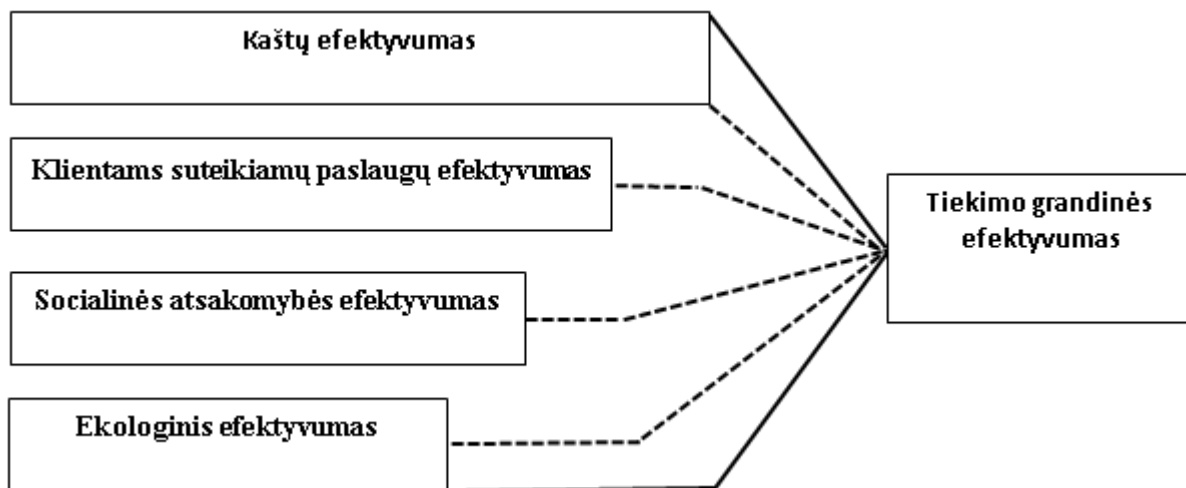 Kaštų efektyvumas
Klientams suteikiamų paslaugų efektyvumas
Socialinės atsakomybės efektyvumas
Ekologinis efektyvumas
Tiekimo grandinės
efektyvumas